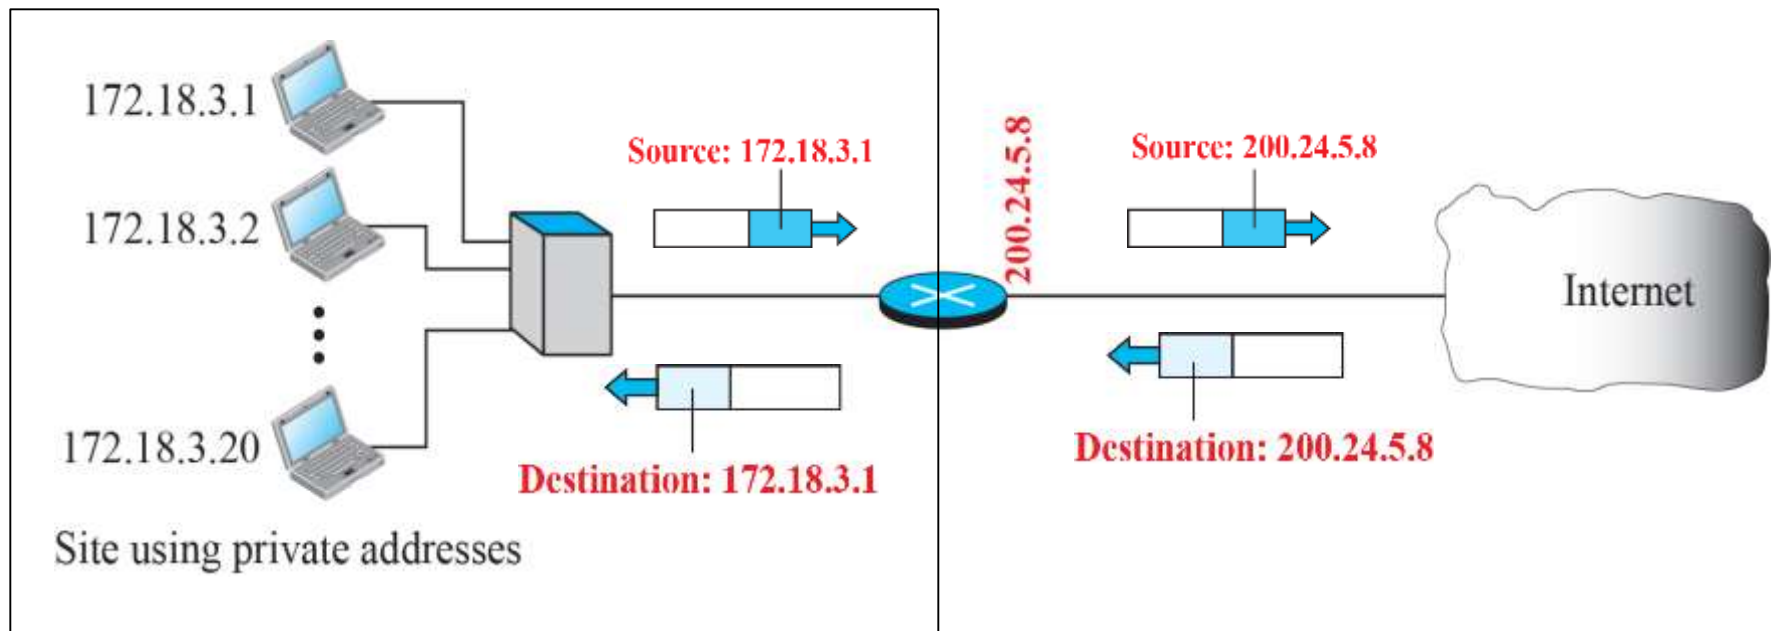 172.18.3.1
172.18.3.2
172.18.3.20
Site using private addresses
Source: 172.18.3.1
Destination: 172.18.3.1
200.24.5.8
Source: 200.24.5.8
Destination: 200.24.5.8
Internet